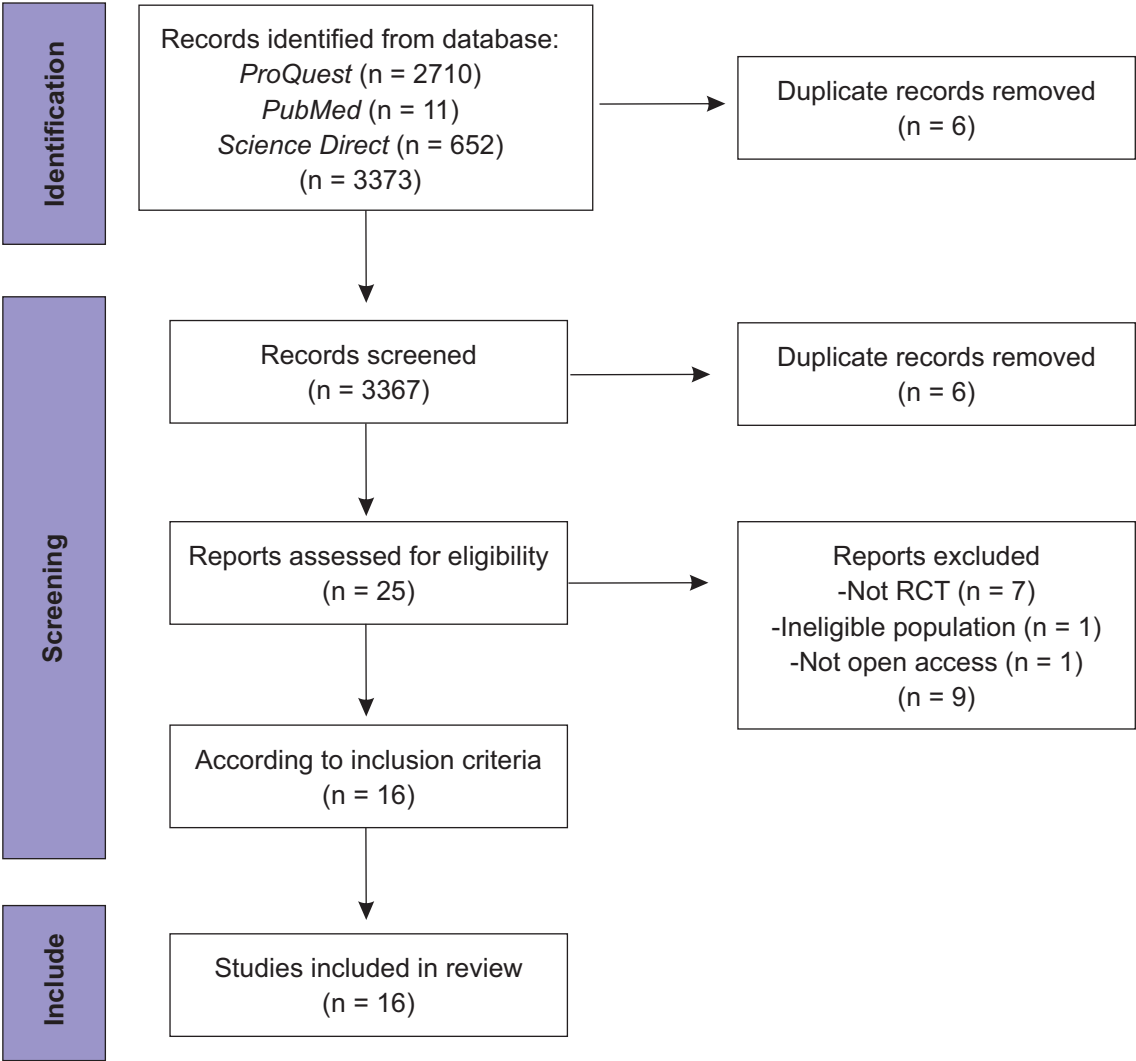 Identification
Records identified from database:
ProQuest (n = 2710)
PubMed (n = 11)
Science Direct (n = 652)
(n = 3373)
Duplicate records removed
(n = 6)
Screening
Records screened
(n = 3367)
Duplicate records removed
(n = 6)
Reports assessed for eligibility
(n = 25)
Reports excluded
-Not RCT (n = 7)
-Ineligible population (n = 1)
-Not open access (n = 1)
(n = 9)
According to inclusion criteria
(n = 16)
Include
Studies included in review
(n = 16)